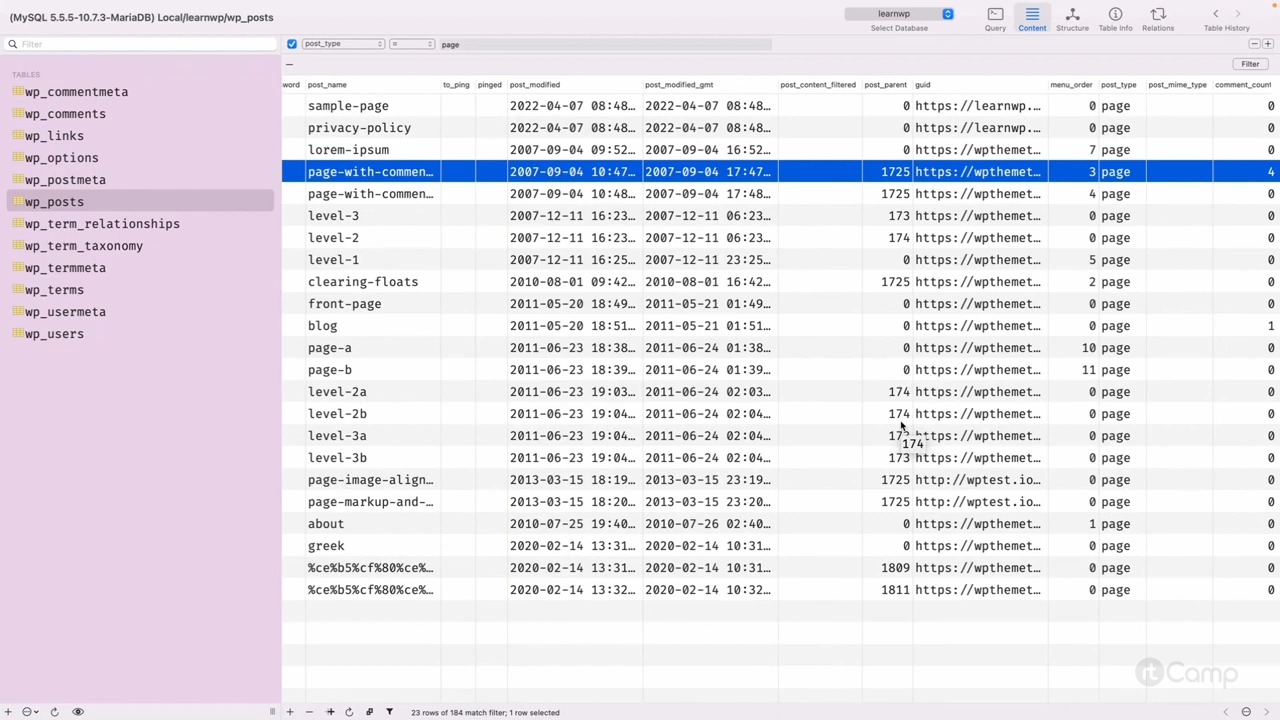 (MySQL 5.5.5-10.7.3-MariaDB) Local/learnwp/wp_posts
learnwp
Select Database
Query
Content
Structure
Table Info
Relations
Table History
Filter
post_type
=
page
Filter
TABLES
wp_commentmeta
wp_comments
wp_links
wp_options
wp_postmeta
wp_posts
wp_term_relationships
wp_term_taxonomy
wp_termmeta
wp_terms
wp_usermeta
wp_users
word post_name to_ping pinged post_modified post_modified_gmt post_content_filtered post_parent guid menu_order post_type post_mime_type comment_count
sample-page 2022-04-07 08:48… 2022-04-07 08:48… 0 https://learnwp.… 0 page 0
privacy-policy 2022-04-07 08:48… 2022-04-07 08:48… 0 https://learnwp.… 0 page 0
lorem-ipsum 2007-09-04 09:52… 2007-09-04 16:52… 0 https://wpthemet… 7 page 0
page-with-commen… 2007-09-04 10:47… 2007-09-04 17:47… 1725 https://wpthemet… 3 page 4
page-with-commen… 2007-09-04 10:48… 2007-09-04 17:48… 1725 https://wpthemet… 4 page 0
level-3 2007-12-11 16:23… 2007-12-11 06:23… 173 https://wpthemet… 0 page 0
level-2 2007-12-11 16:23… 2007-12-11 06:23… 174 https://wpthemet… 0 page 0
level-1 2007-12-11 16:25… 2007-12-11 23:25… 0 https://wpthemet… 5 page 0
clearing-floats 2010-08-01 09:42… 2010-08-01 16:42… 1725 https://wpthemet… 2 page 0
front-page 2011-05-20 18:49… 2011-05-21 01:49… 0 https://wpthemet… 0 page 0
blog 2011-05-20 18:51… 2011-05-21 01:51… 0 https://wpthemet… 0 page 1
page-a 2011-06-23 18:38… 2011-06-24 01:38… 0 https://wpthemet… 10 page 0
page-b 2011-06-23 18:39… 2011-06-24 01:39… 0 https://wpthemet… 11 page 0
level-2a 2011-06-23 19:03… 2011-06-24 02:03… 174 https://wpthemet… 0 page 0
level-2b 2011-06-23 19:04… 2011-06-24 02:04… 174 https://wpthemet… 0 page 0
level-3a 2011-06-23 19:04… 2011-06-24 02:04… https://wpthemet… 0 page 0
174
level-3b 2011-06-23 19:04… 2011-06-24 02:04… 173 https://wpthemet… 0 page 0
page-image-align… 2013-03-15 18:19… 2013-03-15 23:19… 1725 http://wptest.io… 0 page 0
page-markup-and-… 2013-03-15 18:20… 2013-03-15 23:20… 1725 http://wptest.io… 0 page 0
about 2010-07-25 19:40… 2010-07-26 02:40… 0 https://wpthemet… 1 page 0
greek 2020-02-14 13:31… 2020-02-14 10:31… 0 https://wpthemet… 0 page 0
%ce%b5%cf%80%ce%… 2020-02-14 13:31… 2020-02-14 10:31… 1809 https://wpthemet… 0 page 0
%ce%b5%cf%80%ce%… 2020-02-14 13:32… 2020-02-14 10:32… 1811 https://wpthemet… 0 page 0
rtCamp
23 rows of 184 match filter; 1 row selected